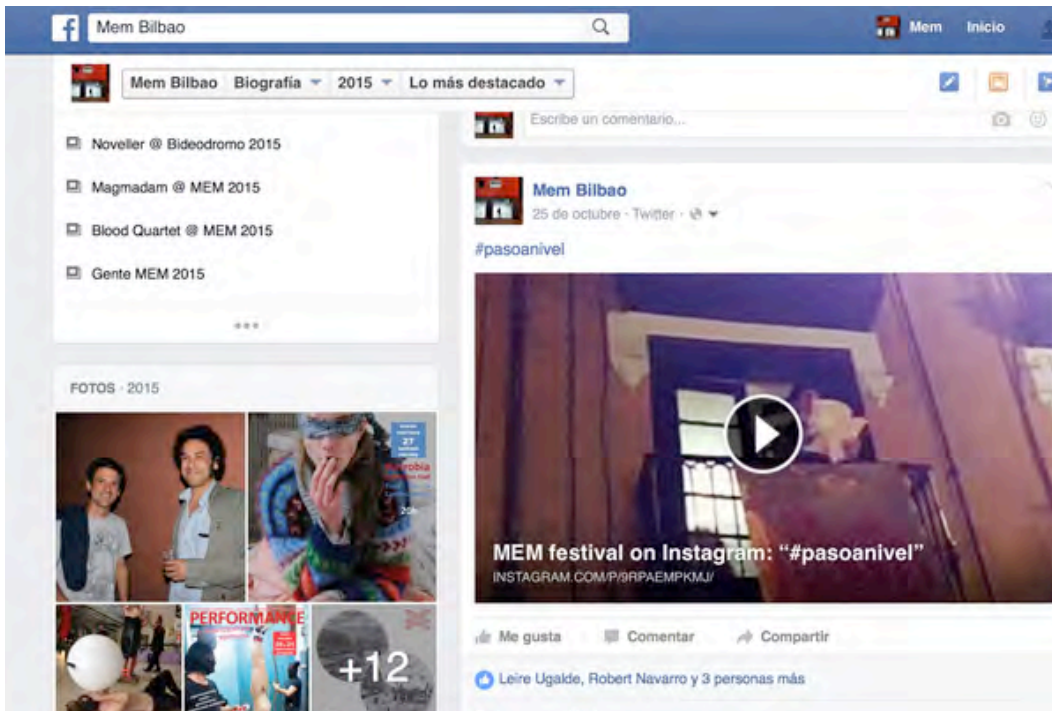 Mem Bilbao
Mem Inicio
Mem Bilbao Biografía 2015 Lo más destacado
Noveller @ Bideodromo 2015
Magmadam @ MEM 2015
Blood Quartet @ MEM 2015
Gente MEM 2015
FOTOS · 2015
27
PERFORMANCE
+12
Escribe un comentario...
Mem Bilbao
25 de octubre · Twitter ·
#pasoanivel
MEM festival on Instagram: “#pasoanivel”
INSTAGRAM.COM/P/9RPAEMPKMJ/
Me gusta Comentar Compartir
Leire Ugalde, Robert Navarro y 3 personas más